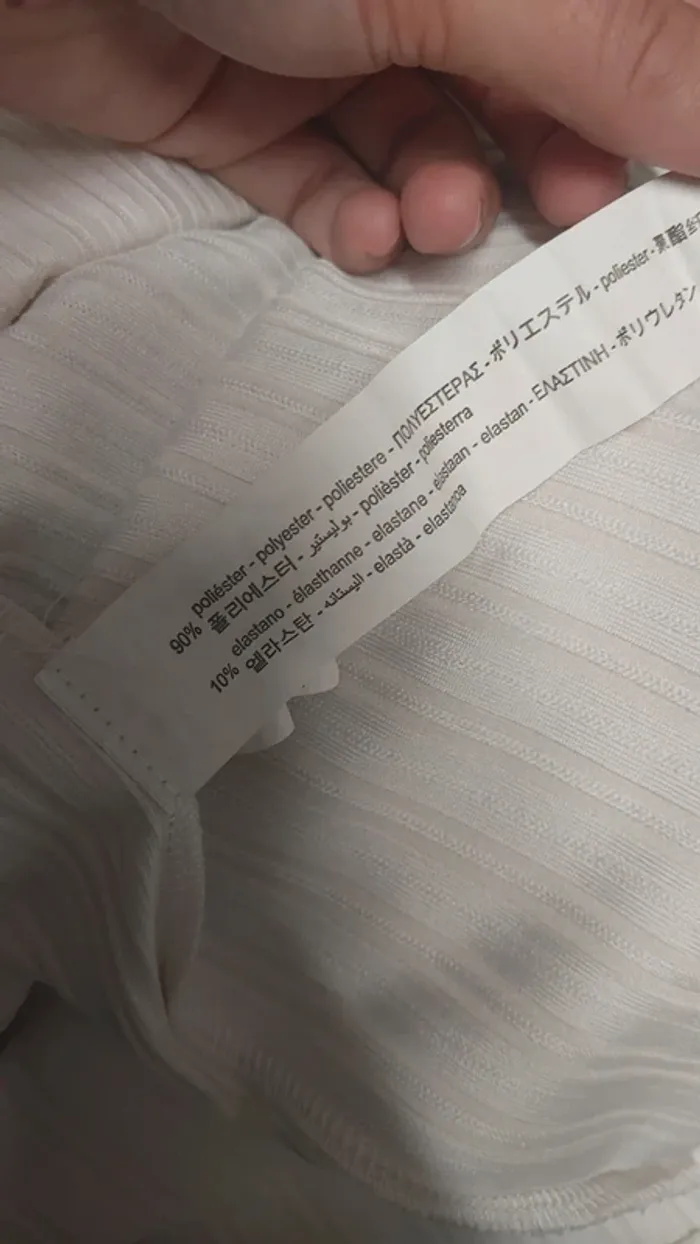 90% poliéster - polyester - poliestere - ΠΟΛΥΕΣΤΕΡΑΣ - ポリエステル - poliester -
폴리에스터 - بوليستير - polièster - poliesterra
10% elastano - élasthanne - elastane - elastaan - elastan - ΕΛΑΣΤΙΝΗ - ポリウレタン
엘라스탄 - اليستانه - elastà - elastanoa